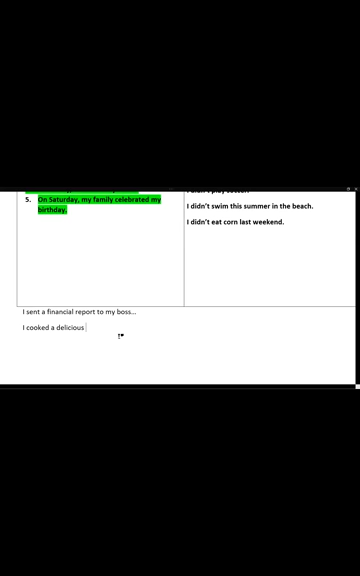 5. On Saturday, my family celebrated my
birthday.
I didn't swim this summer in the beach.
I didn't eat corn last weekend.
I sent a financial report to my boss...
I cooked a delicious